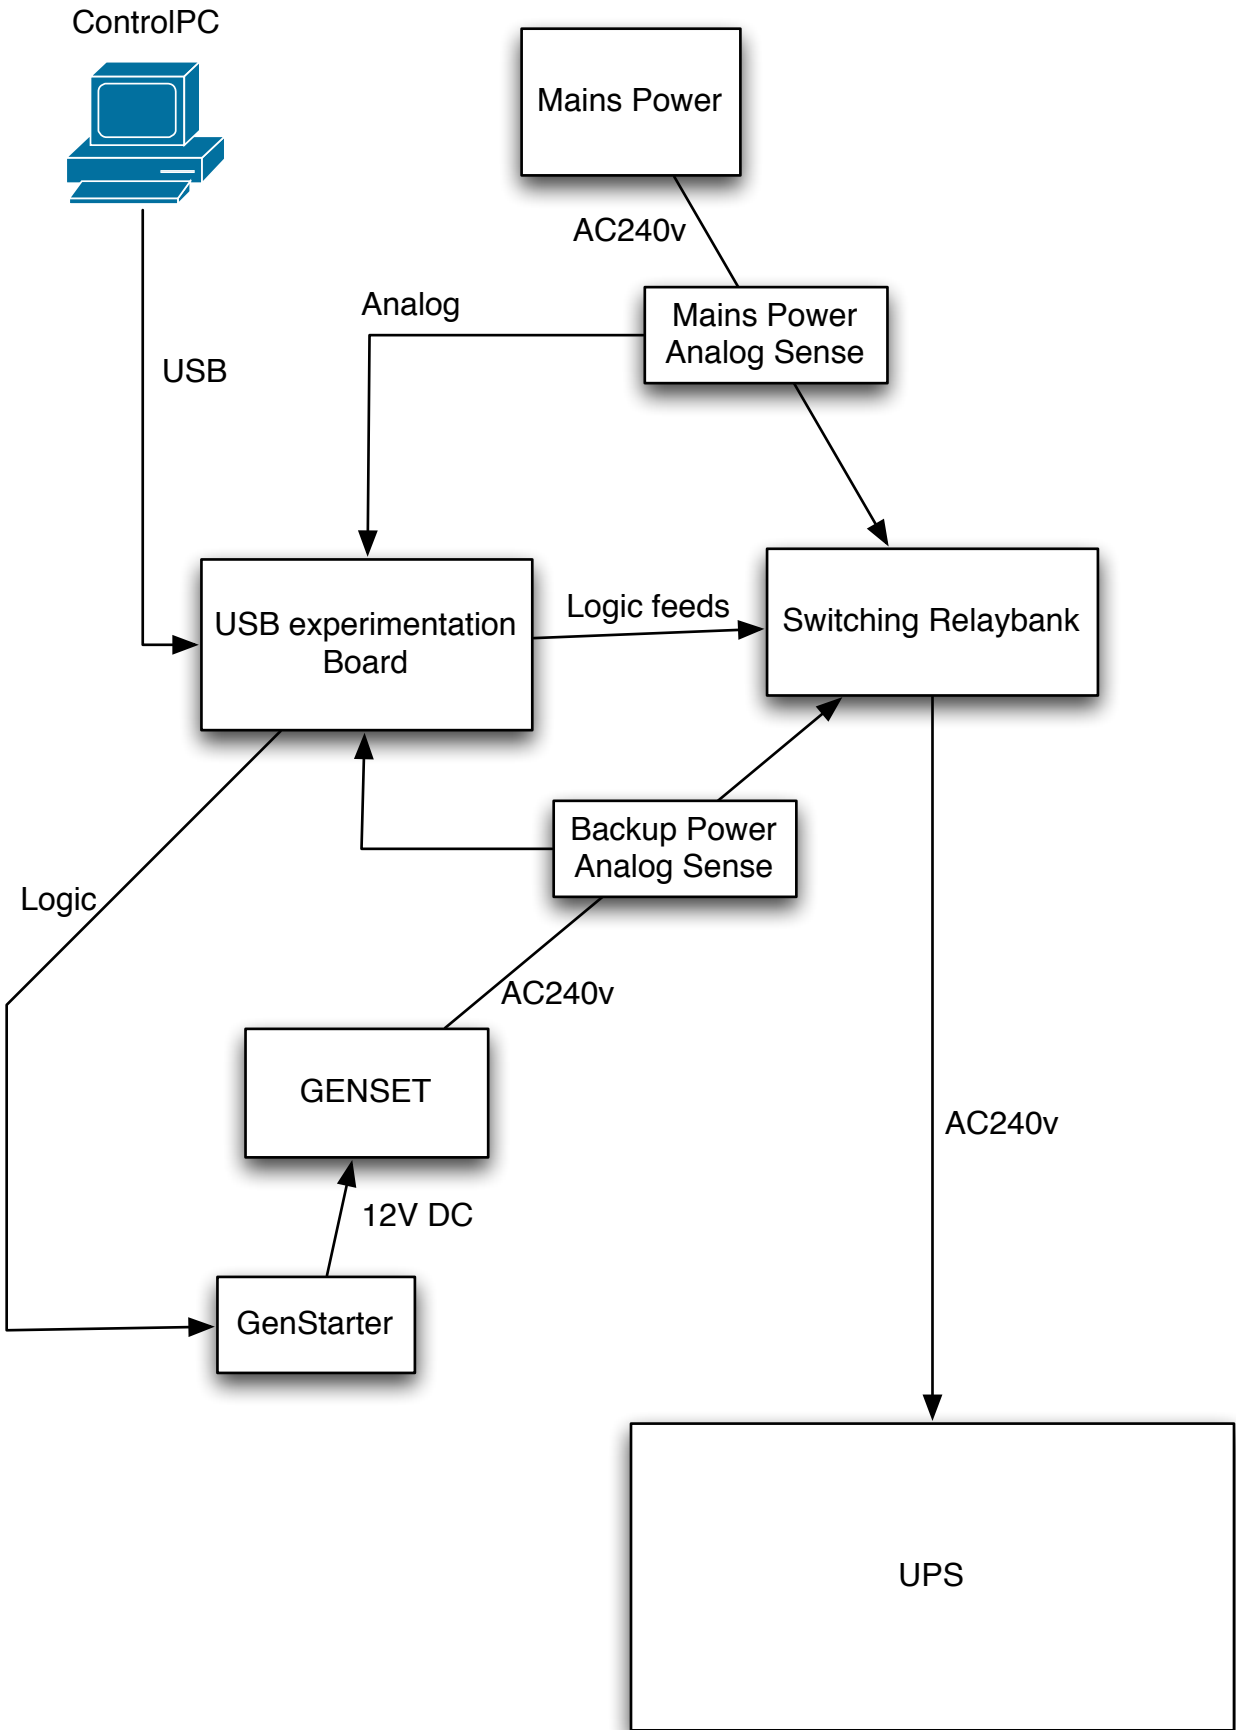 ControlPC
Mains Power
AC240v
Analog
Mains Power
Analog Sense
USB
USB experimentation
Board
Logic feeds
Switching Relaybank
Backup Power
Analog Sense
Logic
AC240v
GENSET
AC240v
12V DC
GenStarter
UPS